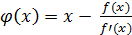 φ(x) = x − f(x)/f′(x)